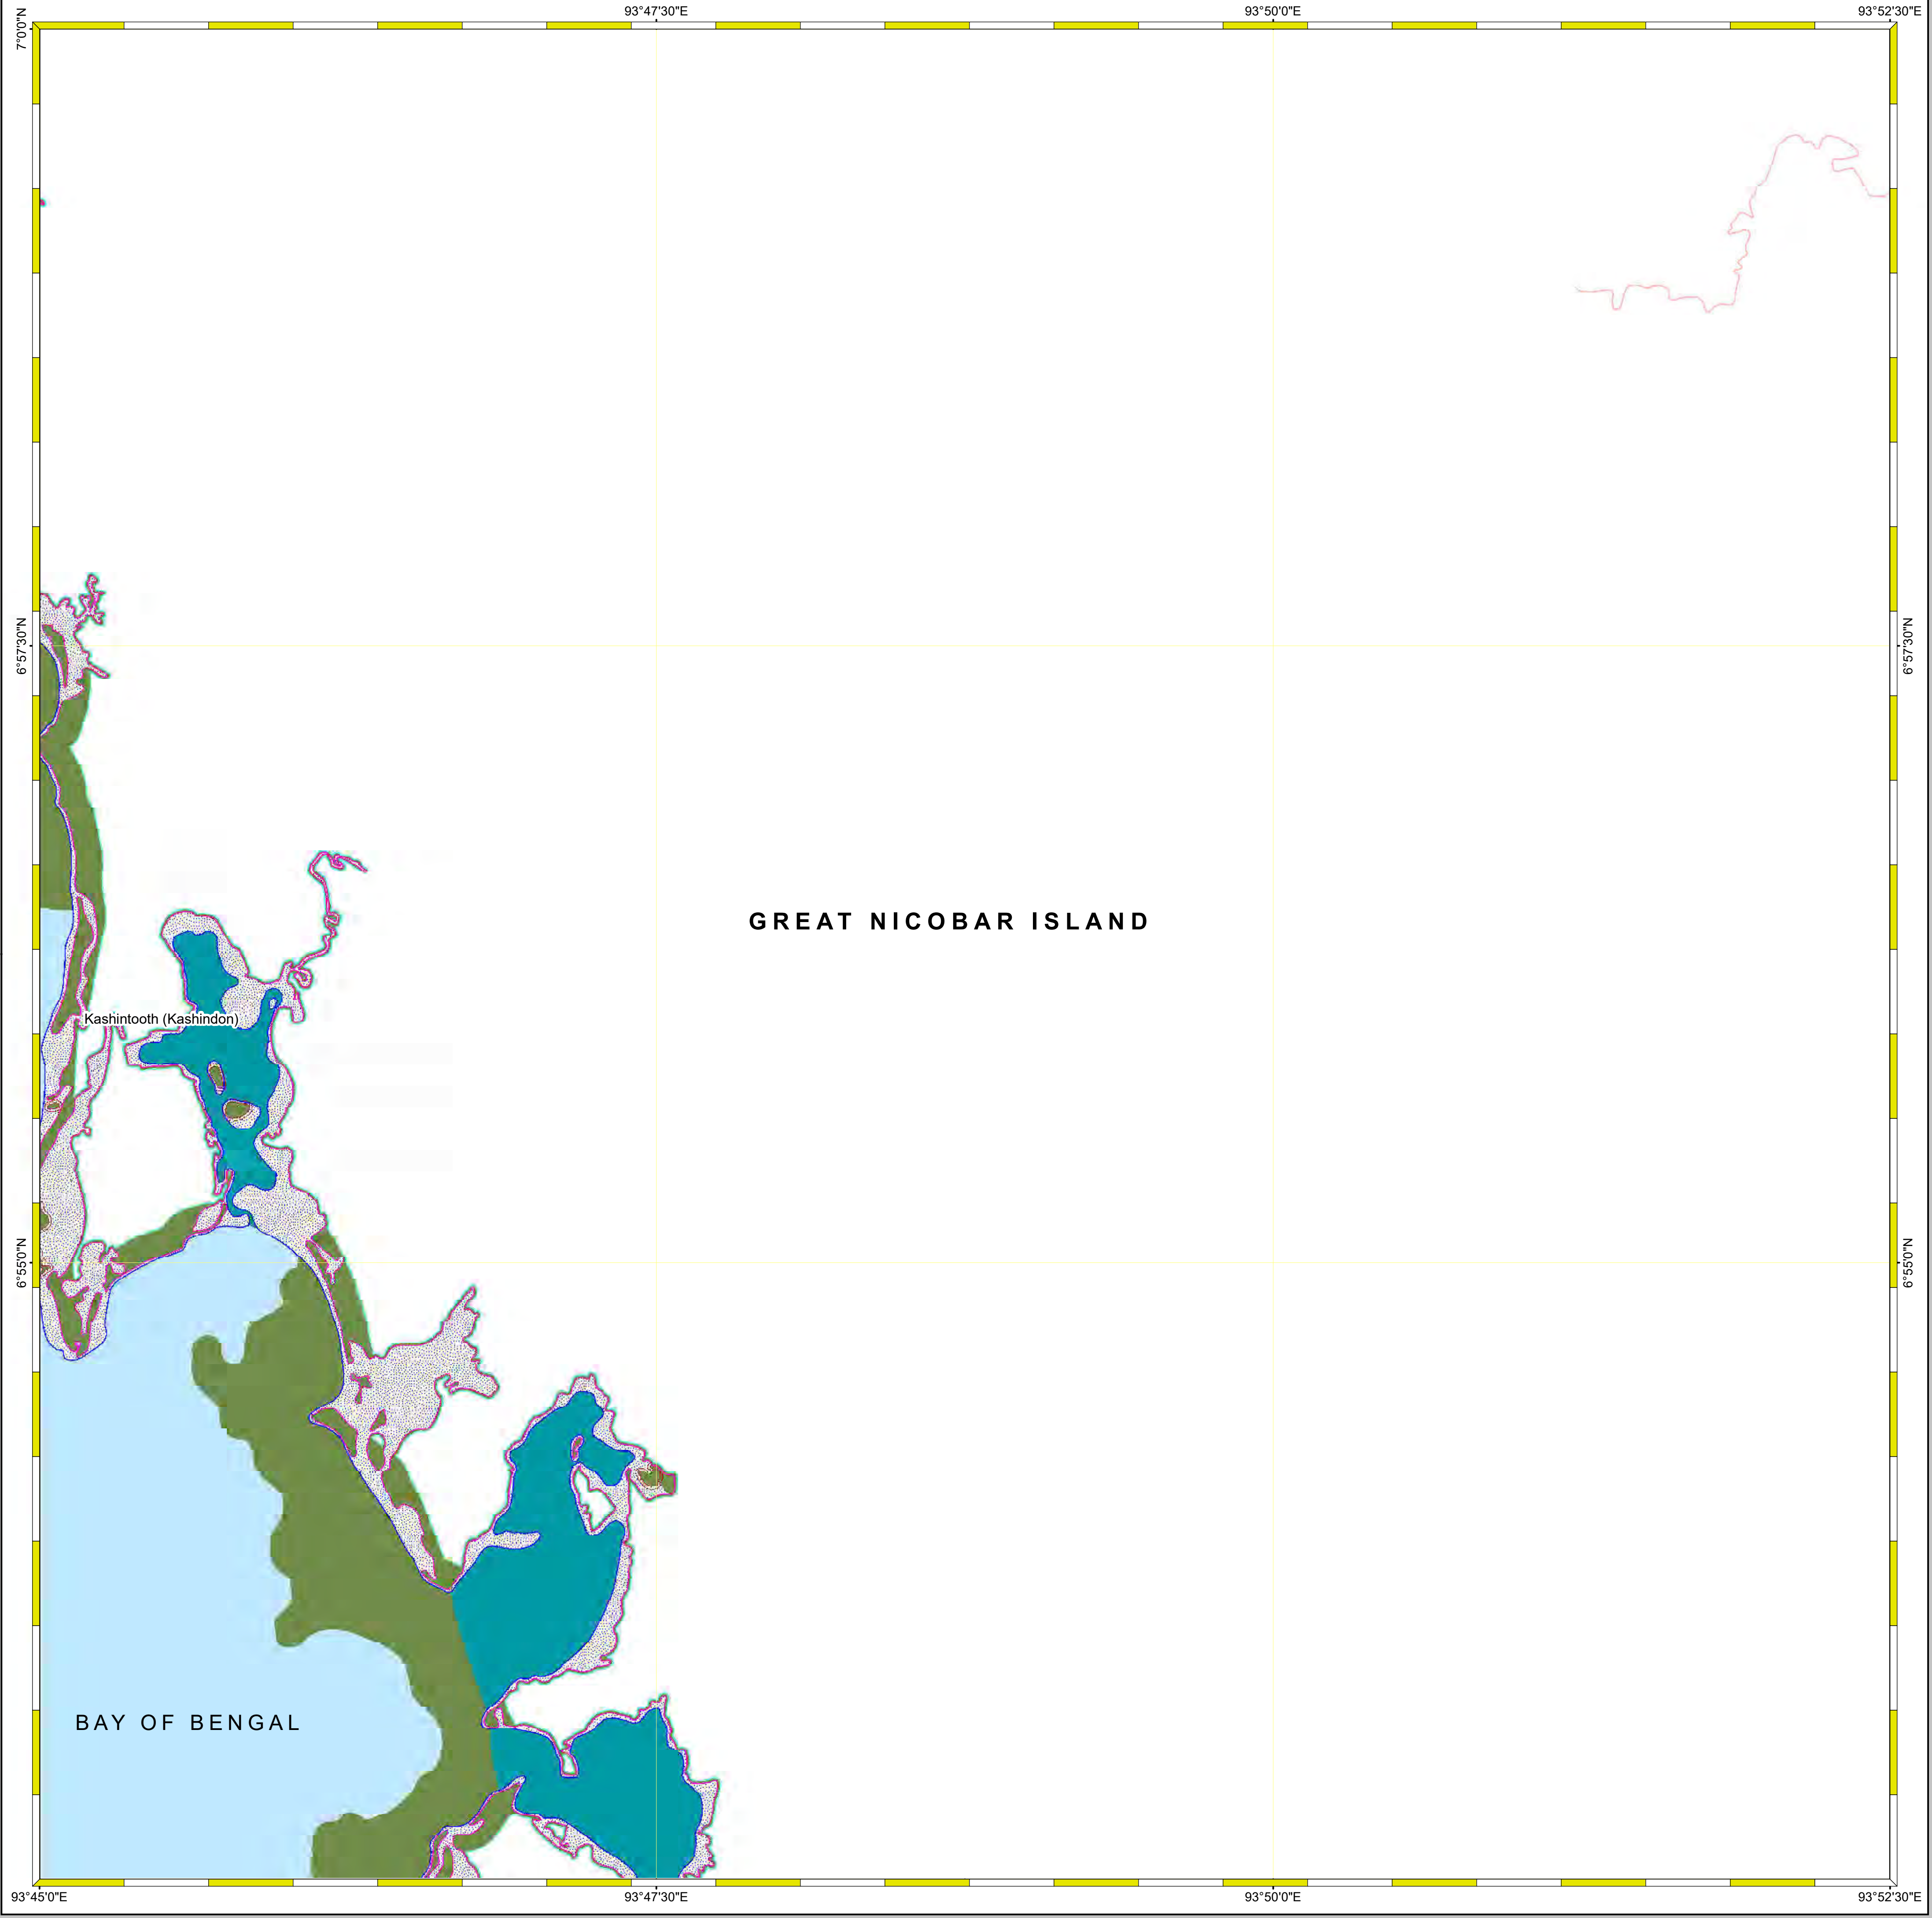 93°47'30"E
93°50'0"E
93°52'30"E
7°0'0"N
6°57'30"N
6°57'30"N
GREAT NICOBAR ISLAND
Kashintooth (Kashindon)
6°55'0"N
6°55'0"N
BAY OF BENGAL
93°45'0"E
93°47'30"E
93°50'0"E
93°52'30"E